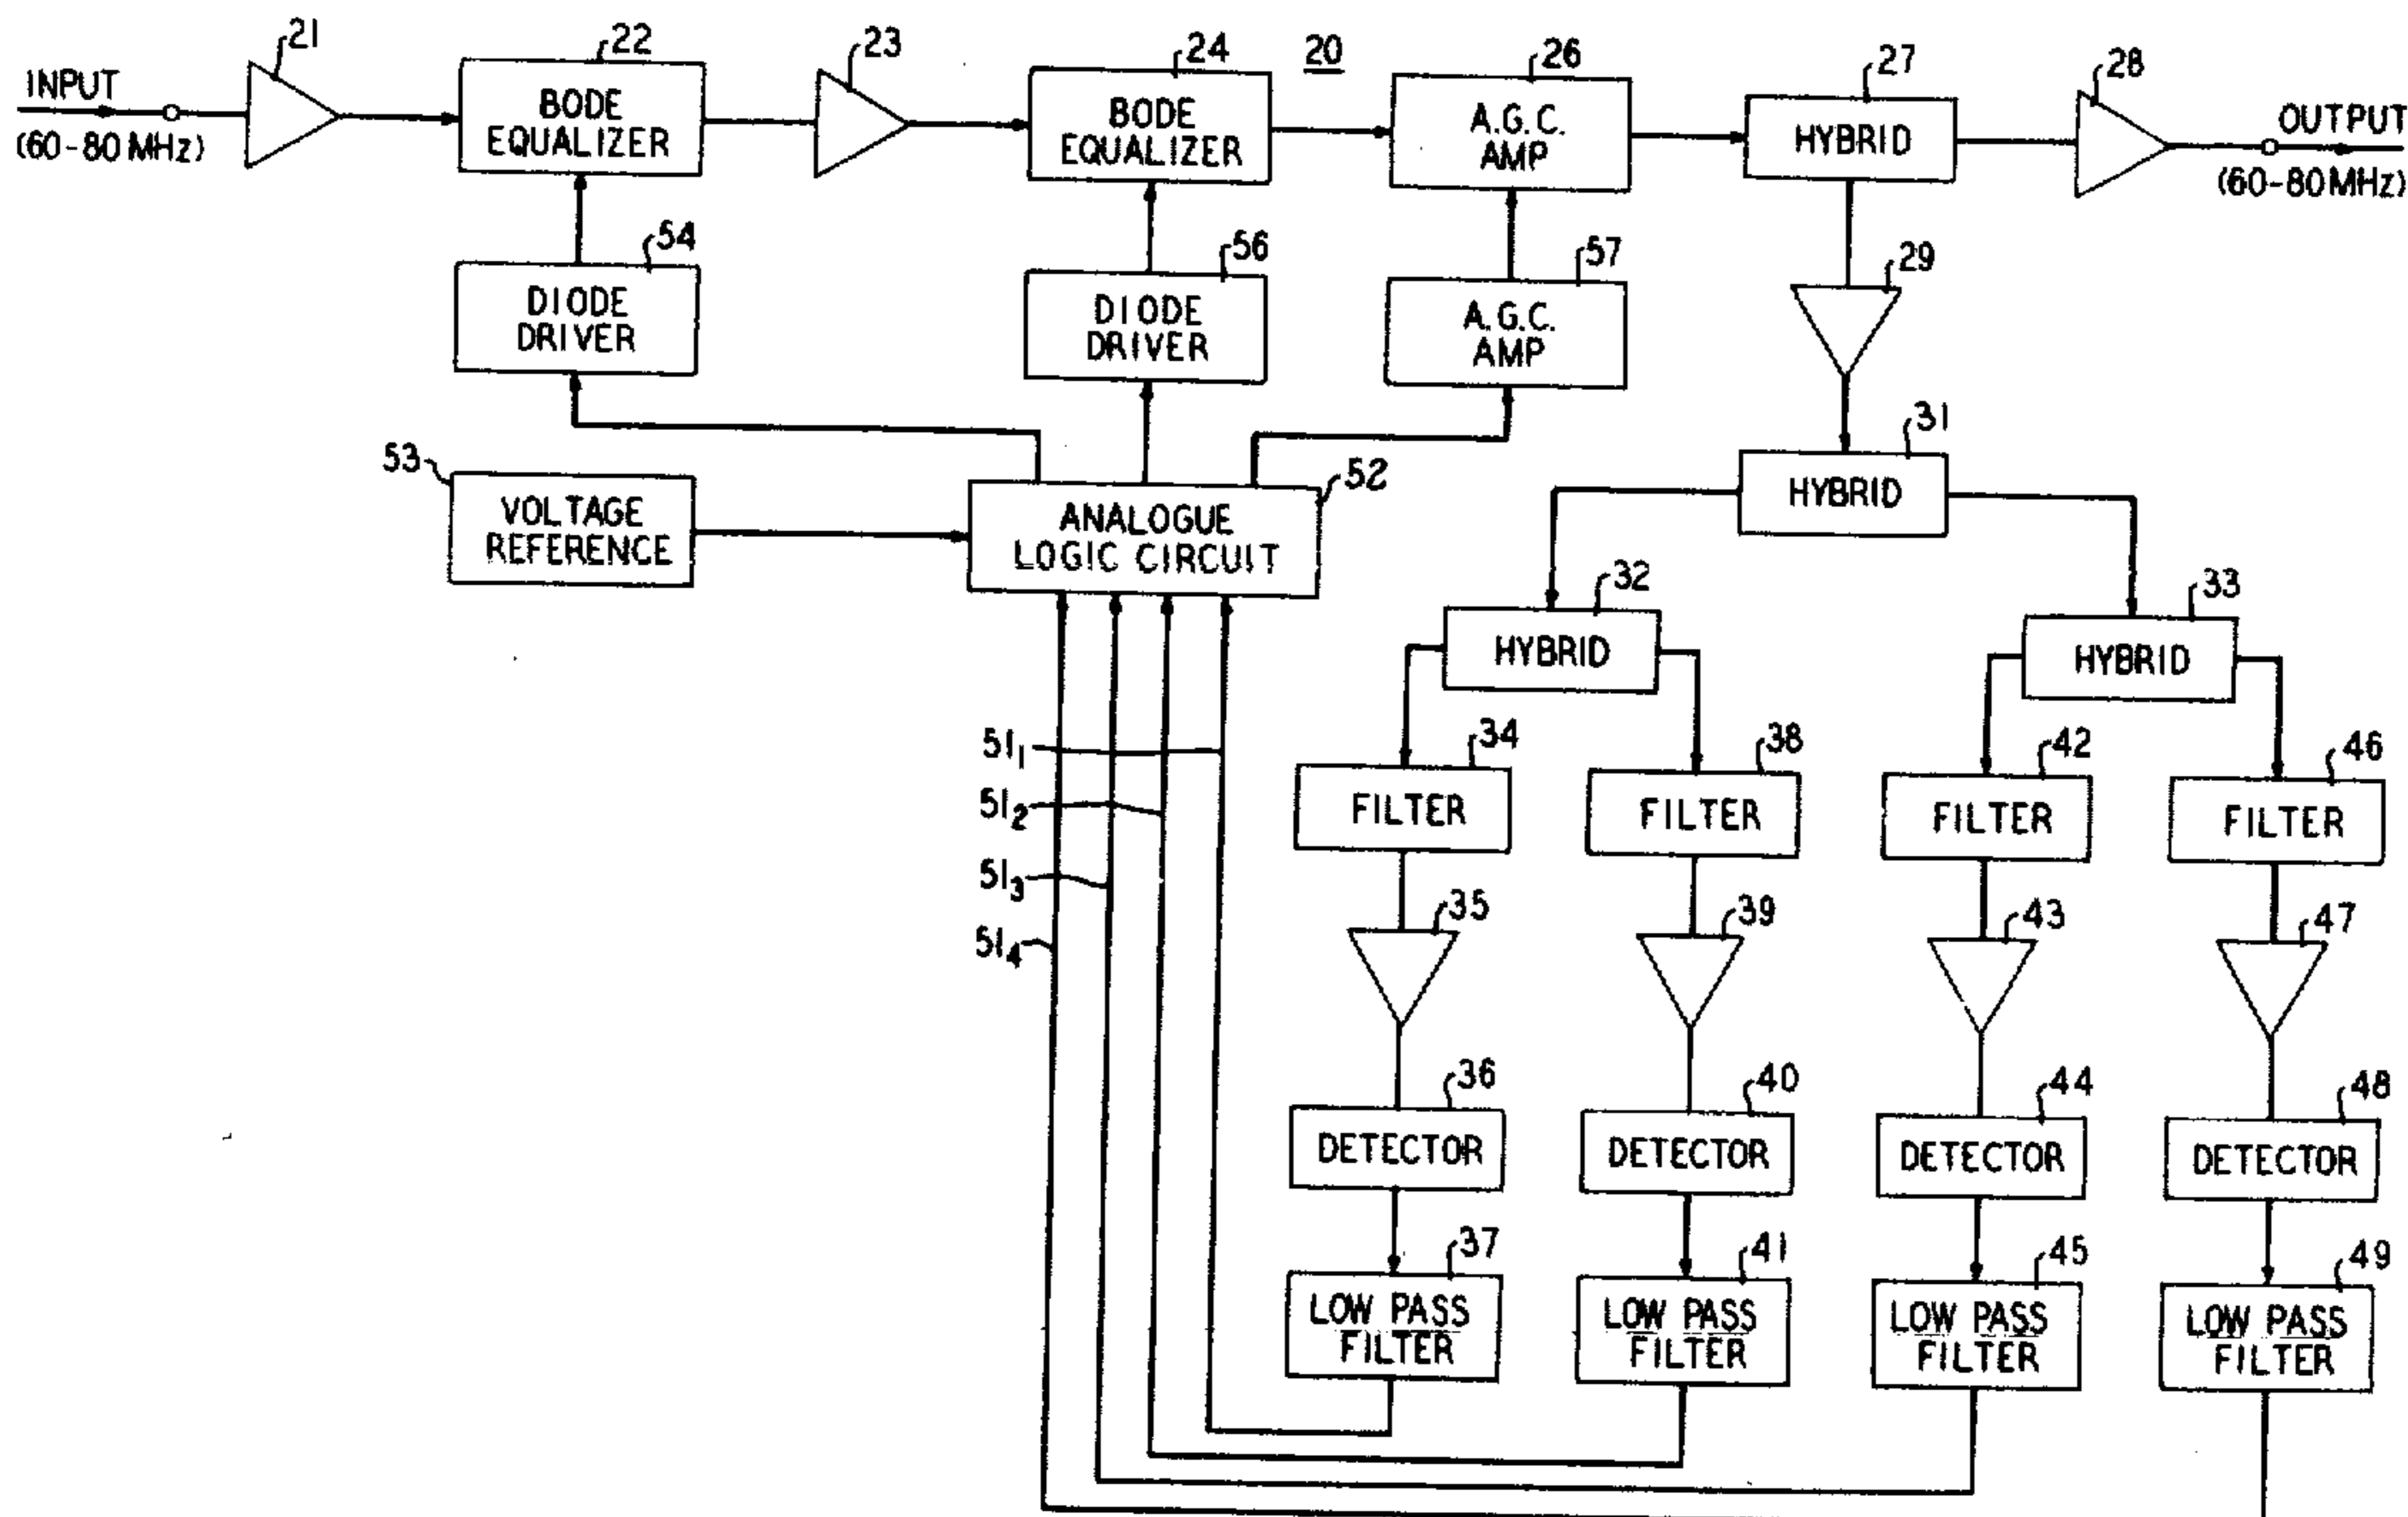 21
22
23
24
20
26
27
28
INPUT
(60-80 MHz)
BODE
EQUALIZER
BODE
EQUALIZER
A.G.C.
AMP
HYBRID
OUTPUT
(60-80 MHz)
54
56
57
29
DIODE
DRIVER
DIODE
DRIVER
A.G.C.
AMP
53
52
31
VOLTAGE
REFERENCE
ANALOGUE
LOGIC CIRCUIT
HYBRID
32
33
HYBRID
HYBRID
51₁
51₂
51₃
51₄
34
38
42
46
FILTER
FILTER
FILTER
FILTER
35
39
43
47
36
40
44
48
DETECTOR
DETECTOR
DETECTOR
DETECTOR
37
41
45
49
LOW PASS
FILTER
LOW PASS
FILTER
LOW PASS
FILTER
LOW PASS
FILTER